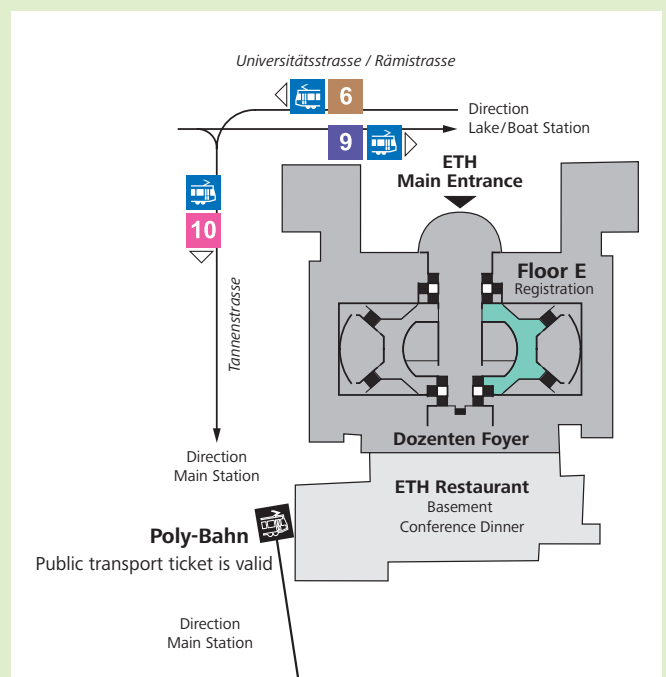 Universitätsstrasse / Rämistrasse
6
Direction
Lake/Boat Station
9
ETH
Main Entrance
10
Floor E
Registration
Tannenstrasse
Dozenten Foyer
Direction
Main Station
ETH Restaurant
Basement
Conference Dinner
Poly-Bahn
Public transport ticket is valid
Direction
Main Station